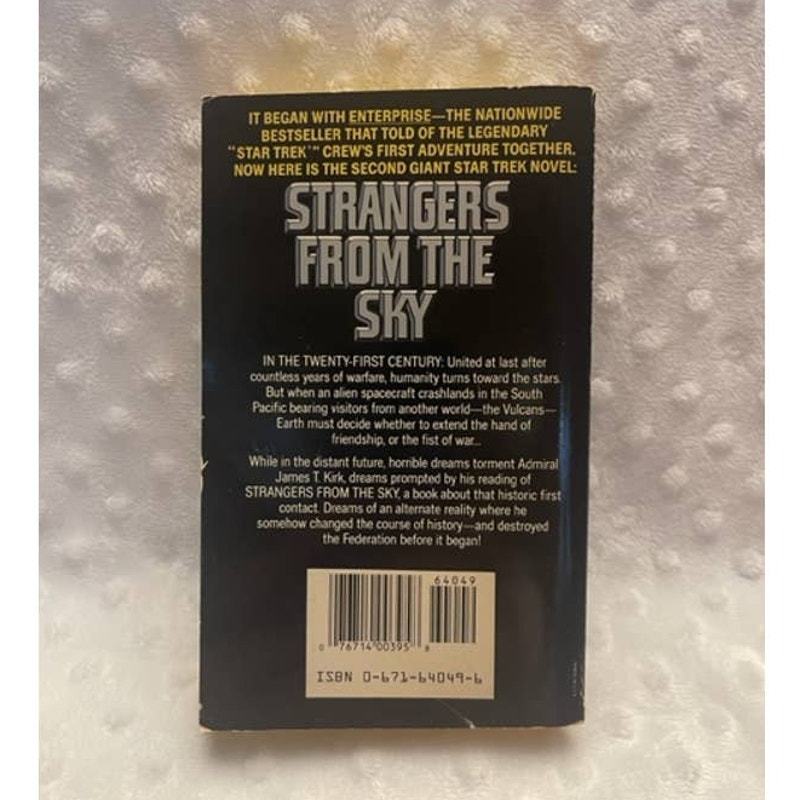 IT BEGAN WITH ENTERPRISE—THE NATIONWIDE
BESTSELLER THAT TOLD OF THE LEGENDARY
"STAR TREK™" CREW'S FIRST ADVENTURE TOGETHER.
NOW HERE IS THE SECOND GIANT STAR TREK NOVEL:
STRANGERS
FROM THE
SKY
IN THE TWENTY-FIRST CENTURY: United at last after
countless years of warfare, humanity turns toward the stars.
But when an alien spacecraft crashlands in the South
Pacific bearing visitors from another world—the Vulcans—
Earth must decide whether to extend the hand of
friendship, or the fist of war...
While in the distant future, horrible dreams torment Admiral
James T. Kirk, dreams prompted by his reading of
STRANGERS FROM THE SKY, a book about that historic first
contact. Dreams of an alternate reality where he
somehow changed the course of history—and destroyed
the Federation before it began!
64049
0 76714 00395 8
ISBN 0-671-64049-6